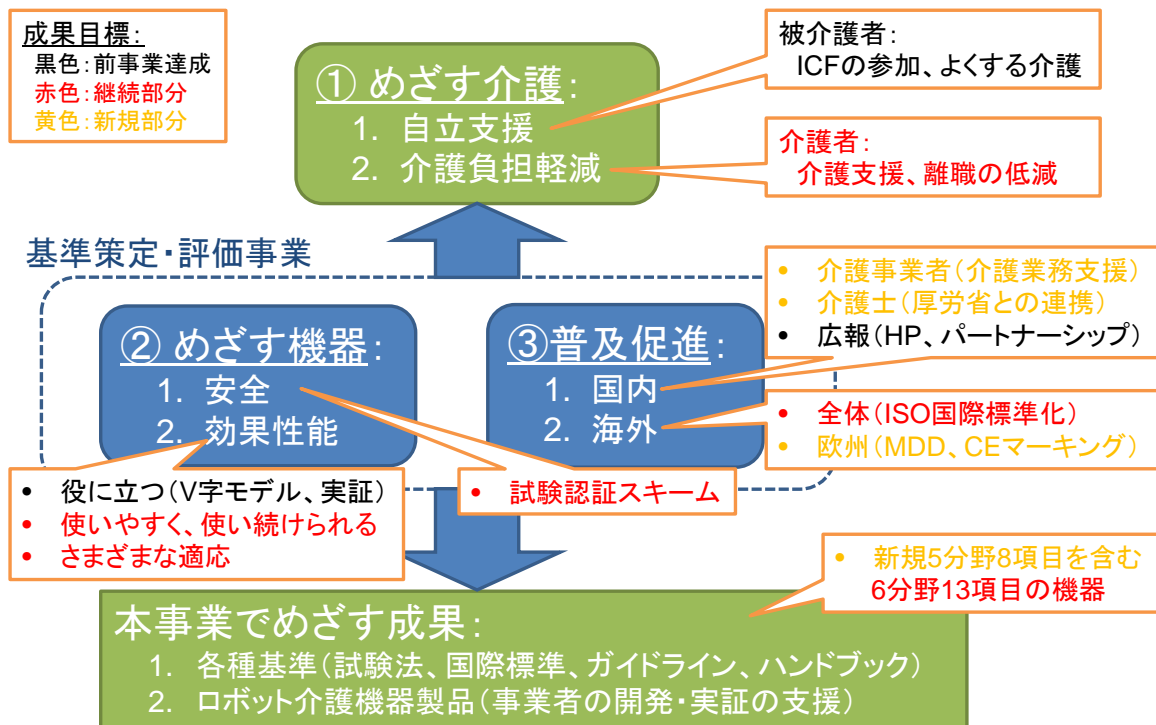 成果目標:
黒色:前事業達成
赤色:継続部分
黄色:新規部分
① めざす介護:
1. 自立支援
2. 介護負担軽減
被介護者:
ICFの参加、よくする介護
介護者:
介護支援、離職の低減
基準策定・評価事業
② めざす機器:
1. 安全
2. 効果性能
③普及促進:
1. 国内
2. 海外
• 介護事業者(介護業務支援)
• 介護士(厚労省との連携)
• 広報(HP、パートナーシップ)
• 全体(ISO国際標準化)
• 欧州(MDD、CEマーキング)
• 役に立つ(V字モデル、実証)
• 使いやすく、使い続けられる
• さまざまな適応
• 試験認証スキーム
• 新規5分野8項目を含む
6分野13項目の機器
本事業でめざす成果:
1. 各種基準(試験法、国際標準、ガイドライン、ハンドブック)
2. ロボット介護機器製品(事業者の開発・実証の支援)